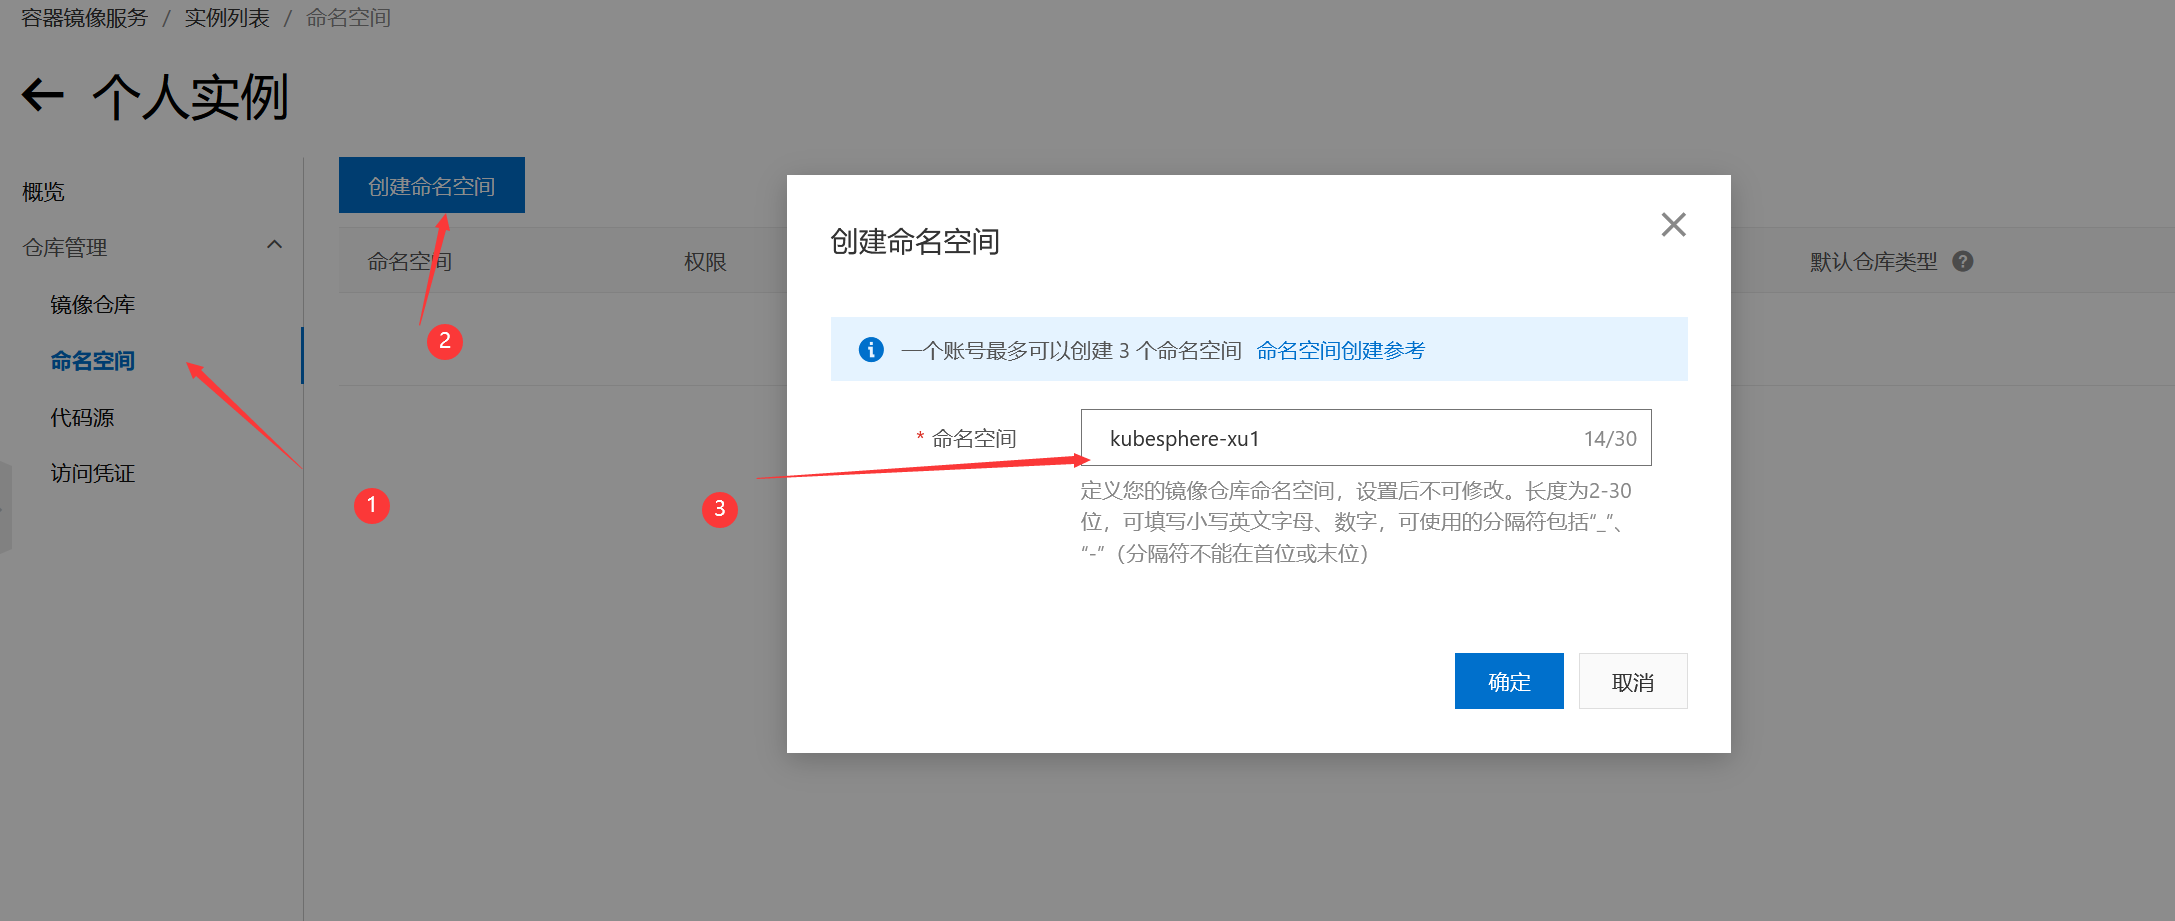 容器镜像服务 / 实例列表 / 命名空间
个人实例
概览
仓库管理
镜像仓库
命名空间
代码源
访问凭证
创建命名空间
命名空间 权限 默认仓库类型 ?
1
2
3
创建命名空间
一个账号最多可以创建 3 个命名空间 命名空间创建参考
* 命名空间 kubesphere-xu1 14/30
定义您的镜像仓库命名空间，设置后不可修改。长度为2-30
位，可填写小写英文字母、数字，可使用的分隔符包括“_”、
“-”（分隔符不能在首位或末位）
确定 取消